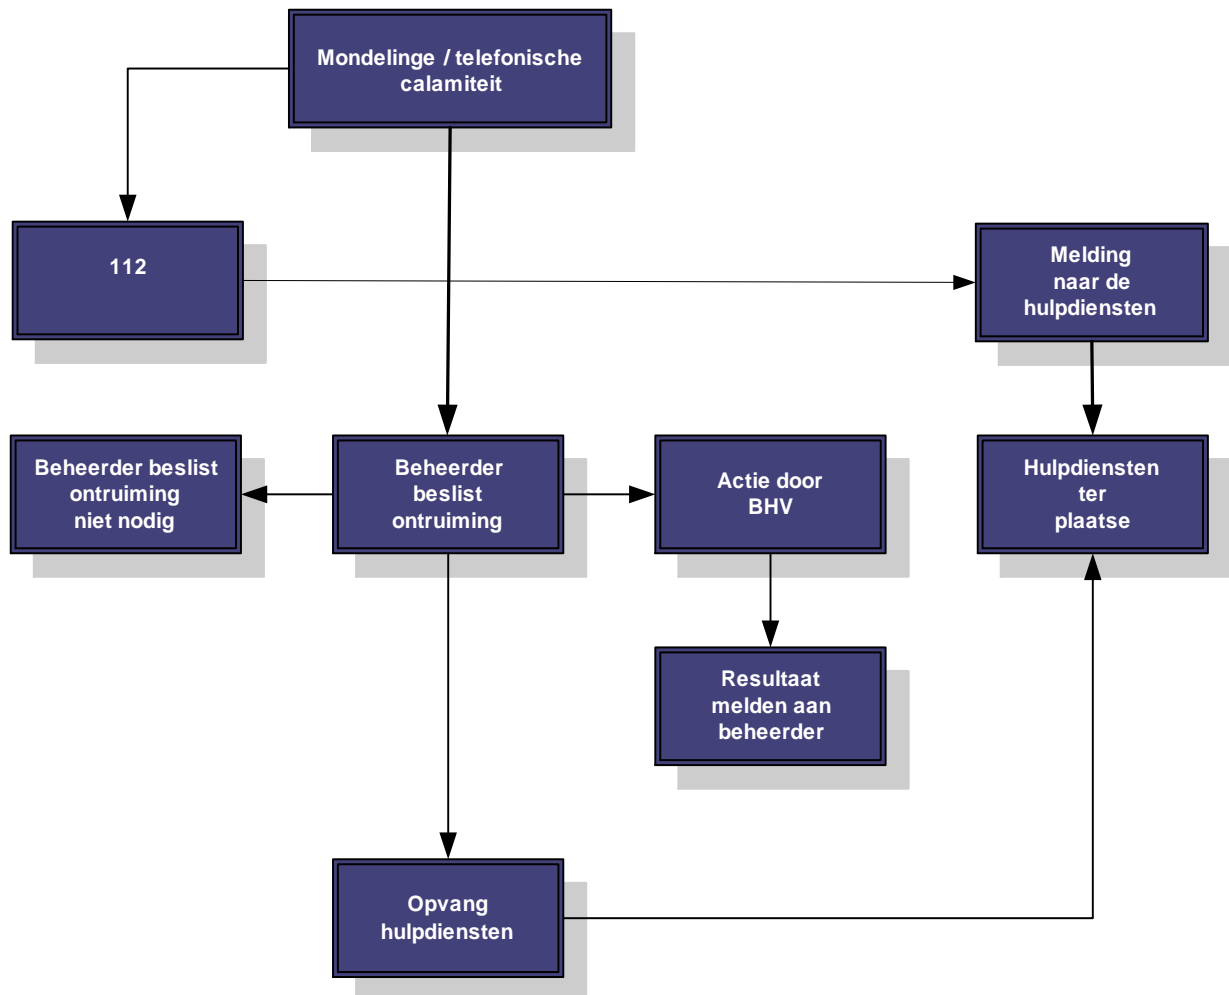 Mondelinge / telefonische
calamiteit
112
Melding
naar de
hulpdiensten
Beheerder beslist
ontruiming
niet nodig
Beheerder
beslist
ontruiming
Actie door
BHV
Hulpdiensten
ter
plaatse
Resultaat
melden aan
beheerder
Opvang
hulpdiensten